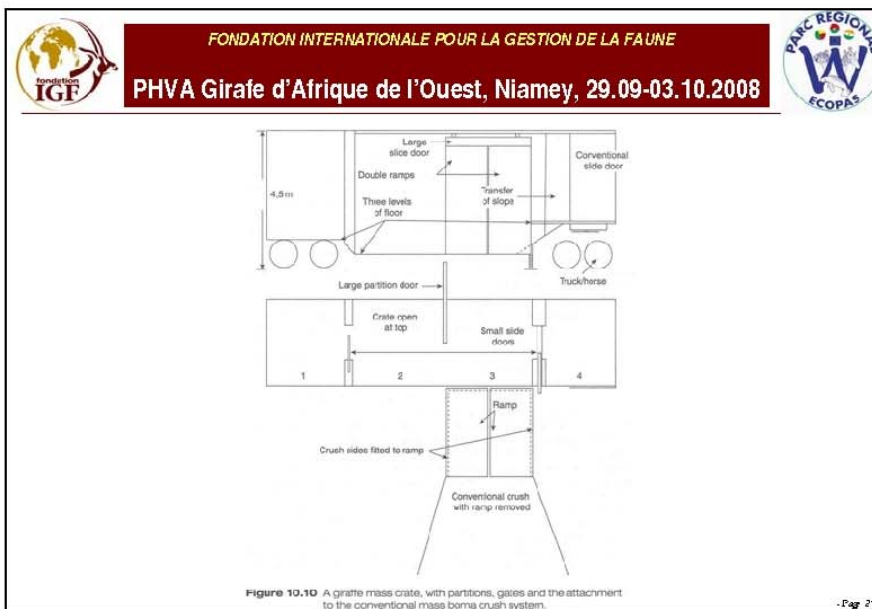 FONDATION INTERNATIONALE POUR LA GESTION DE LA FAUNE
PHVA Girafe d'Afrique de l'Ouest, Niamey, 29.09-03.10.2008
fondation
IGF
PARC REGIONAL
W
ECOPAS
Large
slice door
Conventional
side door
Double ramps
4,5m
Transfer
of slope
Three levels
of floor
Large partition door
Truck/horse
Crate open
at top
Small slide
doors
1
2
3
4
Ramp
Crush sides fitted to ramp
Conventional crush
with ramp removed
Figure 10.10 A giraffe mass crate, with partitions, gates and the attachment
to the conventional mass boma crush system.